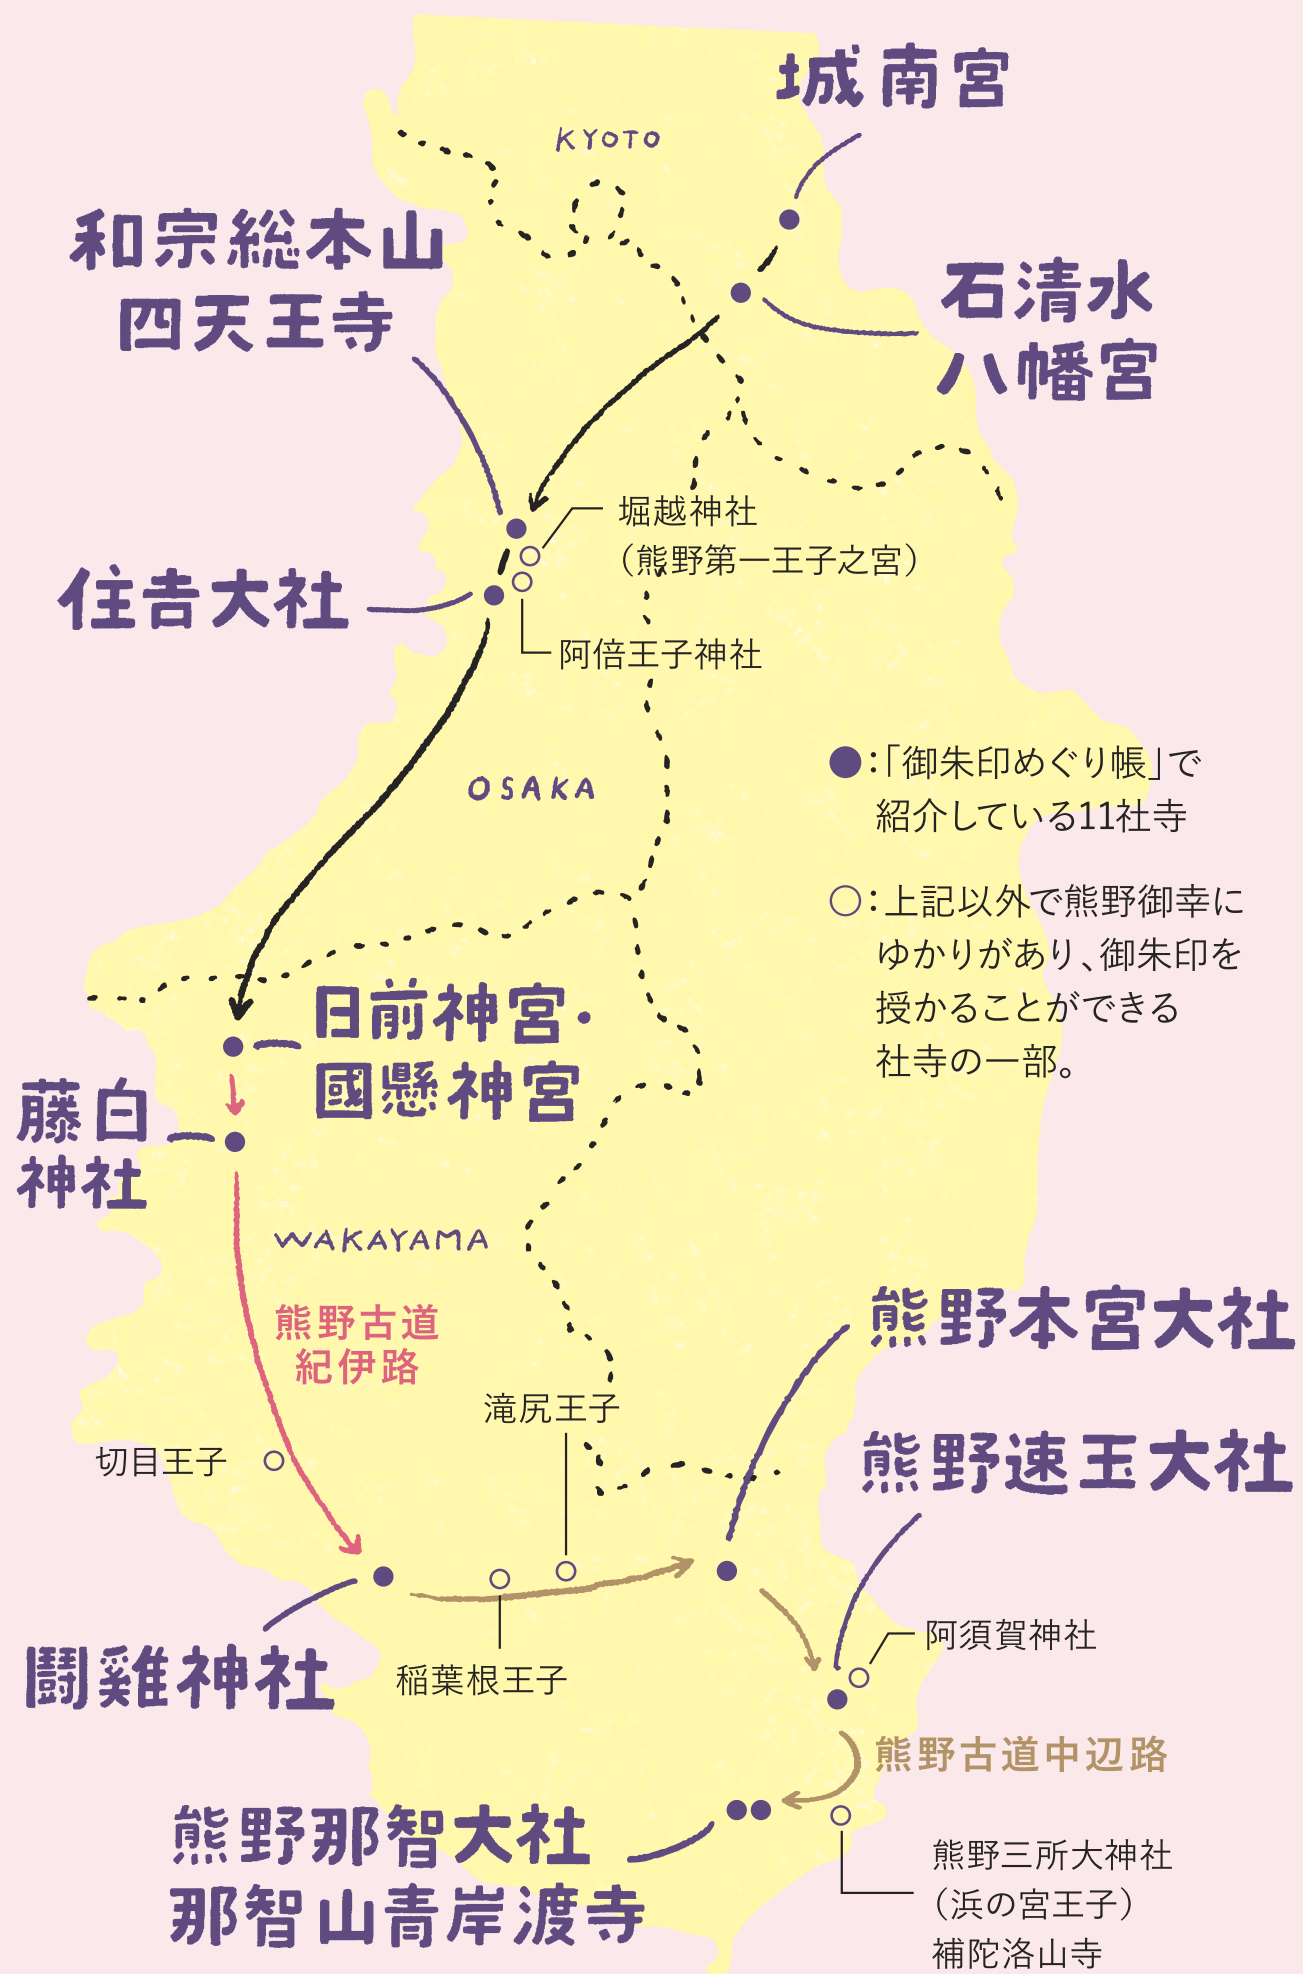 城南宮
KYOTO
和宗総本山
四天王寺
石清水
八幡宮
堀越神社
（熊野第一王子之宮）
住吉大社
阿倍王子神社
OSAKA
●：「御朱印めぐり帳」で
紹介している11社寺
○：上記以外で熊野御幸に
ゆかりがあり、御朱印を
授かることができる
社寺の一部。
日前神宮・
國懸神宮
藤白
神社
WAKAYAMA
熊野古道
紀伊路
熊野本宮大社
滝尻王子
切目王子
熊野速玉大社
阿須賀神社
鬪雞神社
稲葉根王子
熊野古道中辺路
熊野那智大社
那智山青岸渡寺
熊野三所大神社
（浜の宮王子）
補陀洛山寺